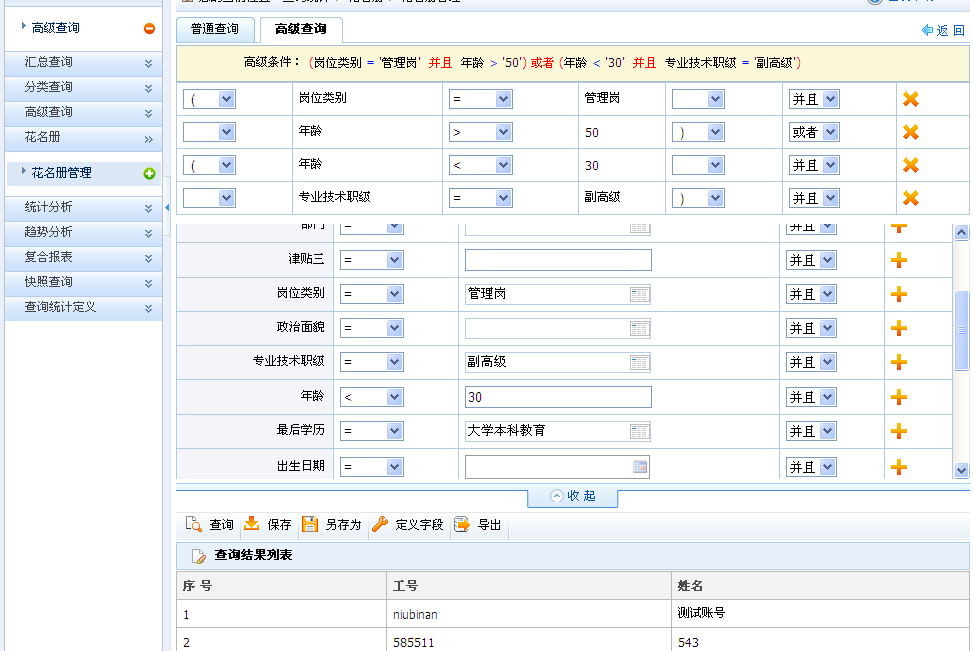 高级查询
汇总查询
分类查询
高级查询
花名册
花名册管理
统计分析
趋势分析
复合报表
快照查询
查询统计定义
普通查询
高级查询
返 回
高级条件： (岗位类别 = '管理岗' 并且 年龄 > '50') 或者 (年龄 < '30' 并且 专业技术职级 = '副高级')
( 岗位类别 = 管理岗 并且
年龄 > 50 ) 或者
( 年龄 < 30 并且
专业技术职级 = 副高级 ) 并且
部门 = 并且
津贴三 = 并且
岗位类别 = 管理岗 并且
政治面貌 = 并且
专业技术职级 = 副高级 并且
年龄 < 30 并且
最后学历 = 大学本科教育 并且
出生日期 = 并且
收 起
查询 保存 另存为 定义字段 导出
查询结果列表
序 号 工号 姓名
1 niubinan 测试账号
2 585511 543